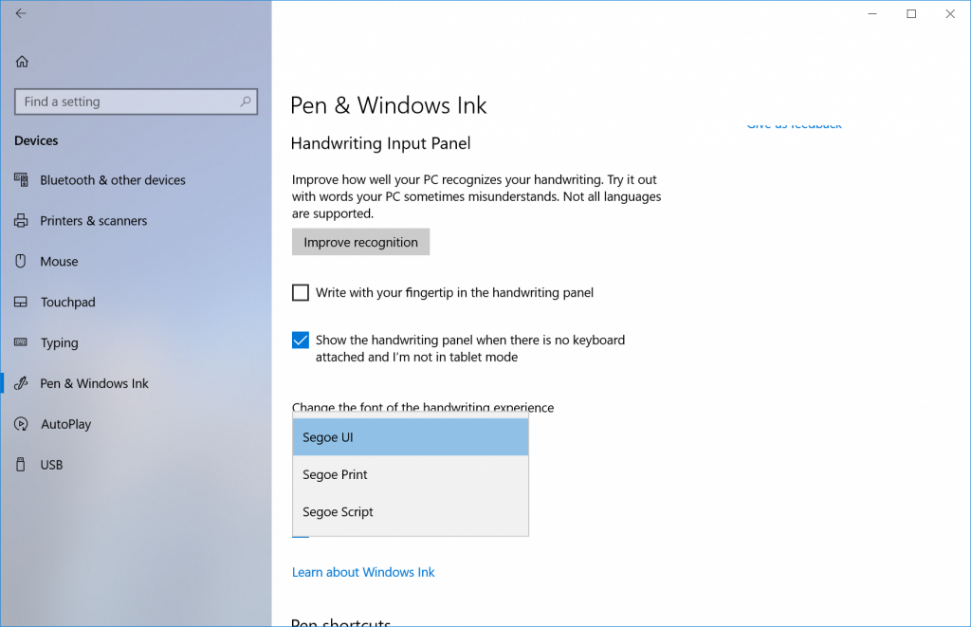 Find a setting
Devices
Bluetooth & other devices
Printers & scanners
Mouse
Touchpad
Typing
Pen & Windows Ink
AutoPlay
USB
Pen & Windows Ink
Give us feedback
Handwriting Input Panel
Improve how well your PC recognizes your handwriting. Try it out
with words your PC sometimes misunderstands. Not all languages
are supported.
Improve recognition
Write with your fingertip in the handwriting panel
Show the handwriting panel when there is no keyboard
attached and I'm not in tablet mode
Change the font of the handwriting experience
Segoe UI
Segoe Print
Segoe Script
Learn about Windows Ink
Pen shortcuts